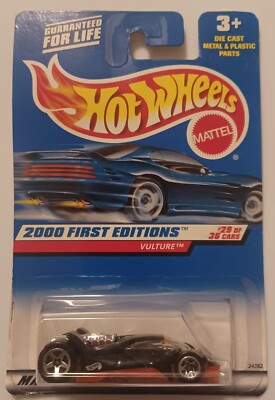 GUARANTEED
FOR LIFE
3+
DIE CAST
METAL & PLASTIC
PARTS
HOT WHEELS
MATTEL
2000 FIRST EDITIONS™
VULTURE™
#29 OF
36 CARS
24382